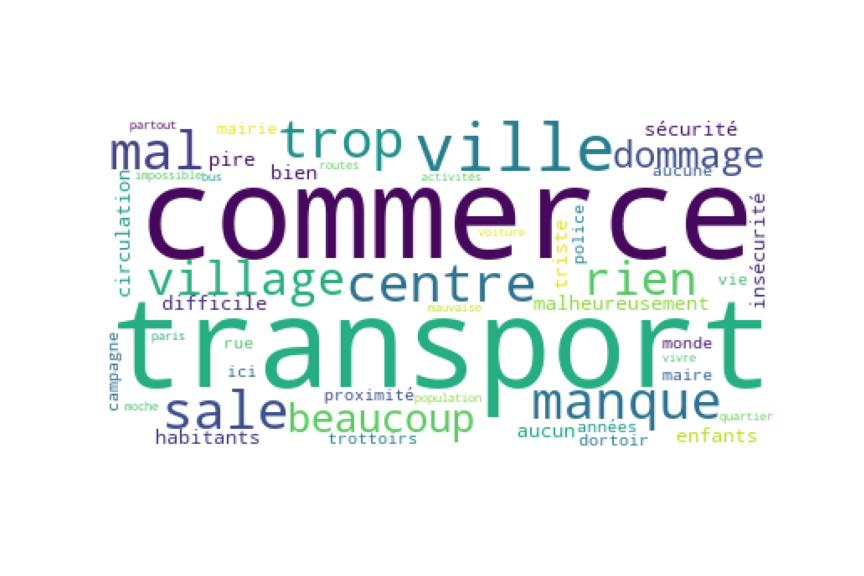 partout
mairie
trop
ville
sécurité
mal
pire
routes
bien
dommage
impossible
bus
activités
aucune
circulation
commerce
voiture
triste
police
insécurité
village
centre
rien
vie
difficile
mauvaise
malheureusement
transport
campagne
paris
rue
monde
vivre
ici
maire
moche
sale
beaucoup
proximité
population
manque
quartier
habitants
trottoirs
aucun
années
dortoir
enfants